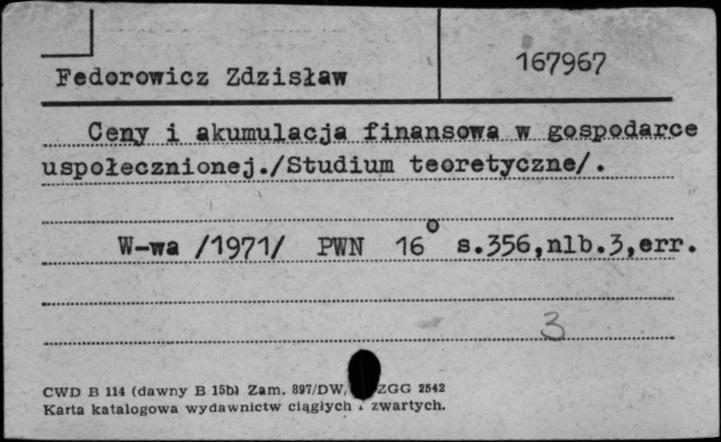 167967
Fedorowicz Zdzisław
Ceny i akumulacja finansowa w gospodarce
uspołecznionej./Studium teoretyczne/.
W-wa /1971/ PWN 16° s.356,nlb.3,err.
3
CWD B 114 (dawny B 15b) Zam. 897/DW, ZGG 2542
Karta katalogowa wydawnictw ciągłych zwartych.